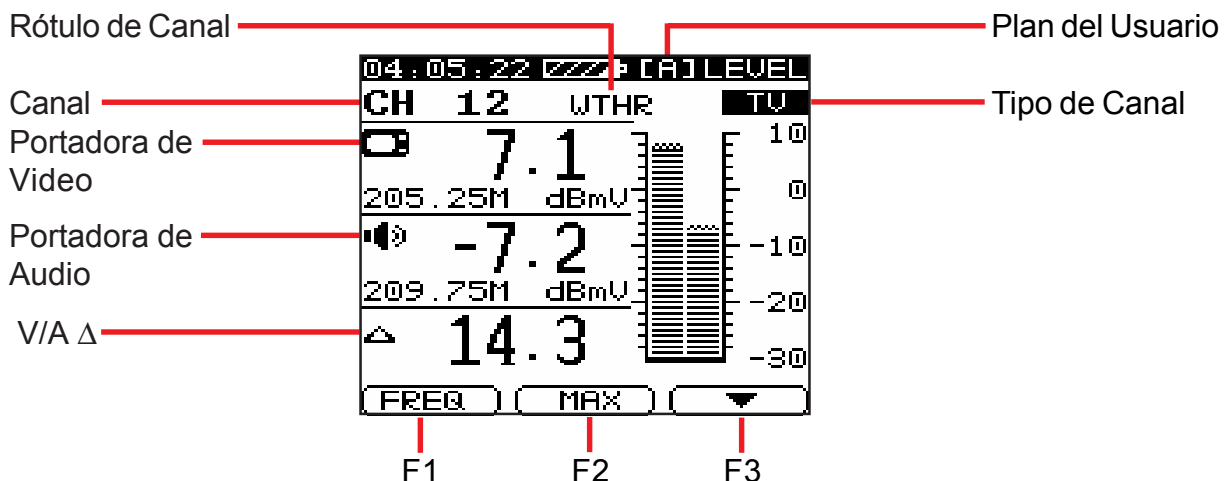 Rótulo de Canal
Plan del Usuario
04.05.22 [A] LEVEL
Canal
CH 12 WTHR TV
Tipo de Canal
Portadora de
Video
7.1
205.25M dBmV
10
0
-10
-20
-30
Portadora de
Audio
-7.2
209.75M dBmV
V/A Δ
14.3
FREQ MAX
F1 F2 F3